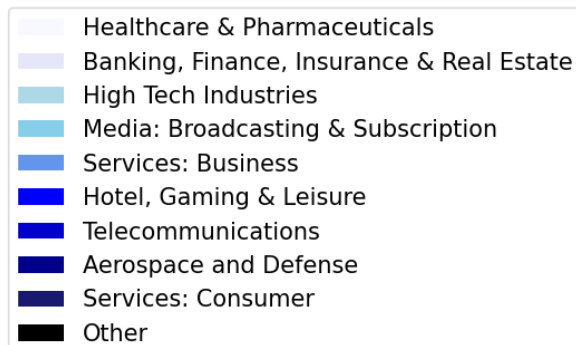 Healthcare & Pharmaceuticals
Banking, Finance, Insurance & Real Estate
High Tech Industries
Media: Broadcasting & Subscription
Services: Business
Hotel, Gaming & Leisure
Telecommunications
Aerospace and Defense
Services: Consumer
Other